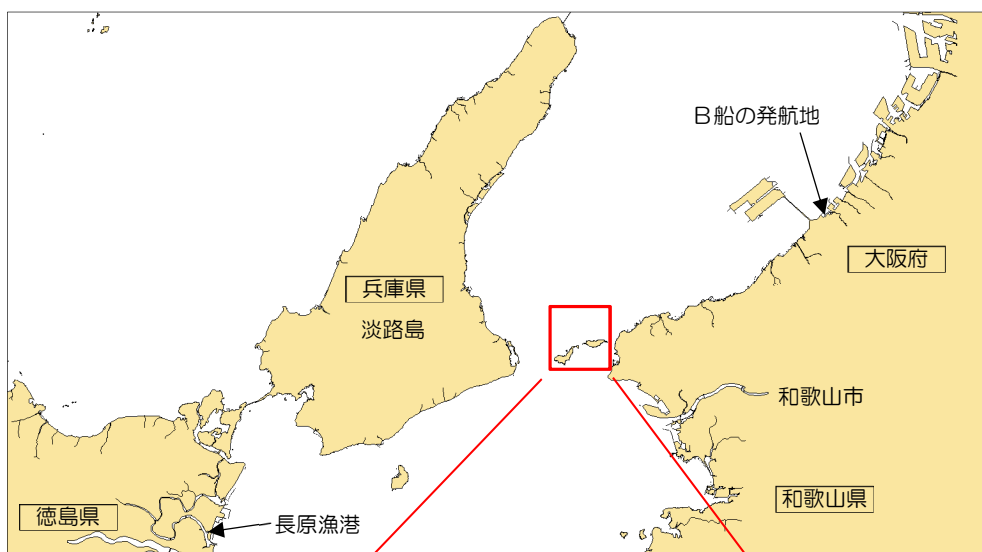 B船の発航地
大阪府
兵庫県
淡路島
和歌山市
和歌山県
徳島県
長原漁港